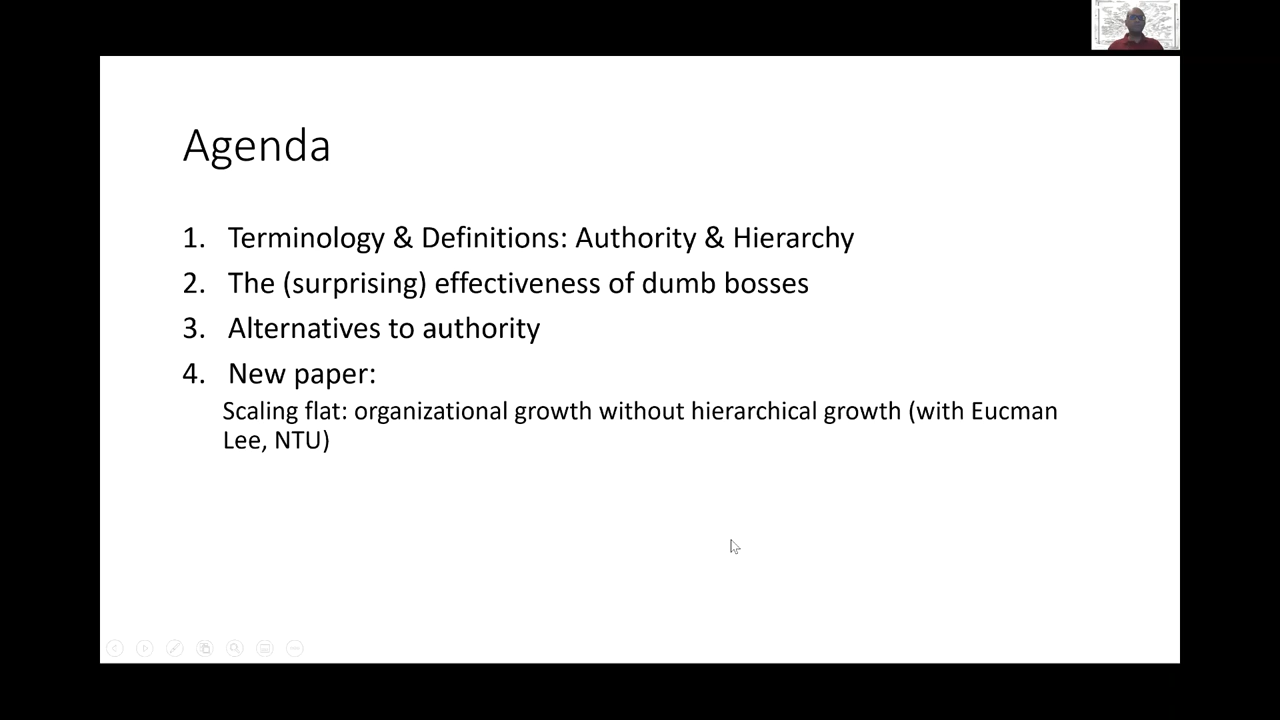 Agenda
1. Terminology & Definitions: Authority & Hierarchy
2. The (surprising) effectiveness of dumb bosses
3. Alternatives to authority
4. New paper:
Scaling flat: organizational growth without hierarchical growth (with Eucman
Lee, NTU)